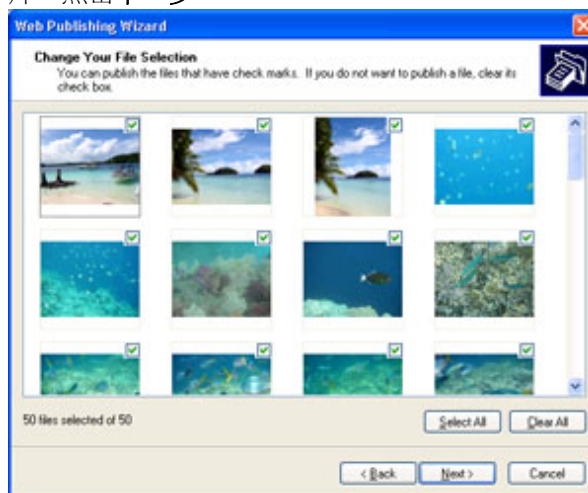 Web Publishing Wizard
Change Your File Selection
You can publish the files that have check marks. If you do not want to publish a file, clear its
check box.
50 files selected of 50
Select All
Clear All
< Back
Next >
Cancel